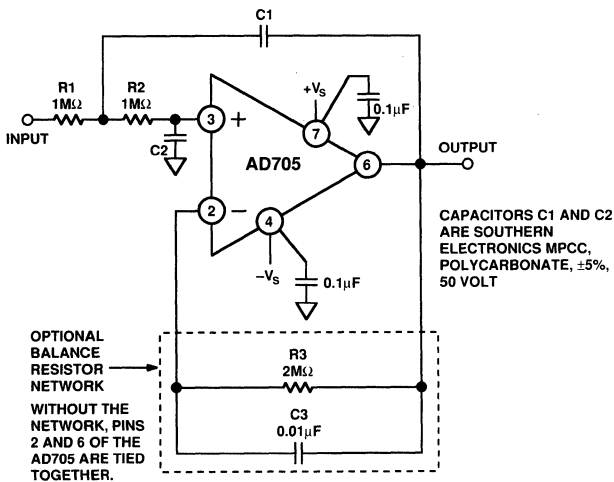 C1
R1
1MΩ
R2
1MΩ
INPUT
C2
3
+
+VS
7
0.1µF
AD705
6
OUTPUT
2
−
4
−VS
0.1µF
CAPACITORS C1 AND C2
ARE SOUTHERN
ELECTRONICS MPCC,
POLYCARBONATE, ±5%,
50 VOLT
OPTIONAL
BALANCE
RESISTOR
NETWORK
WITHOUT THE
NETWORK, PINS
2 AND 6 OF THE
AD705 ARE TIED
TOGETHER.
R3
2MΩ
C3
0.01µF